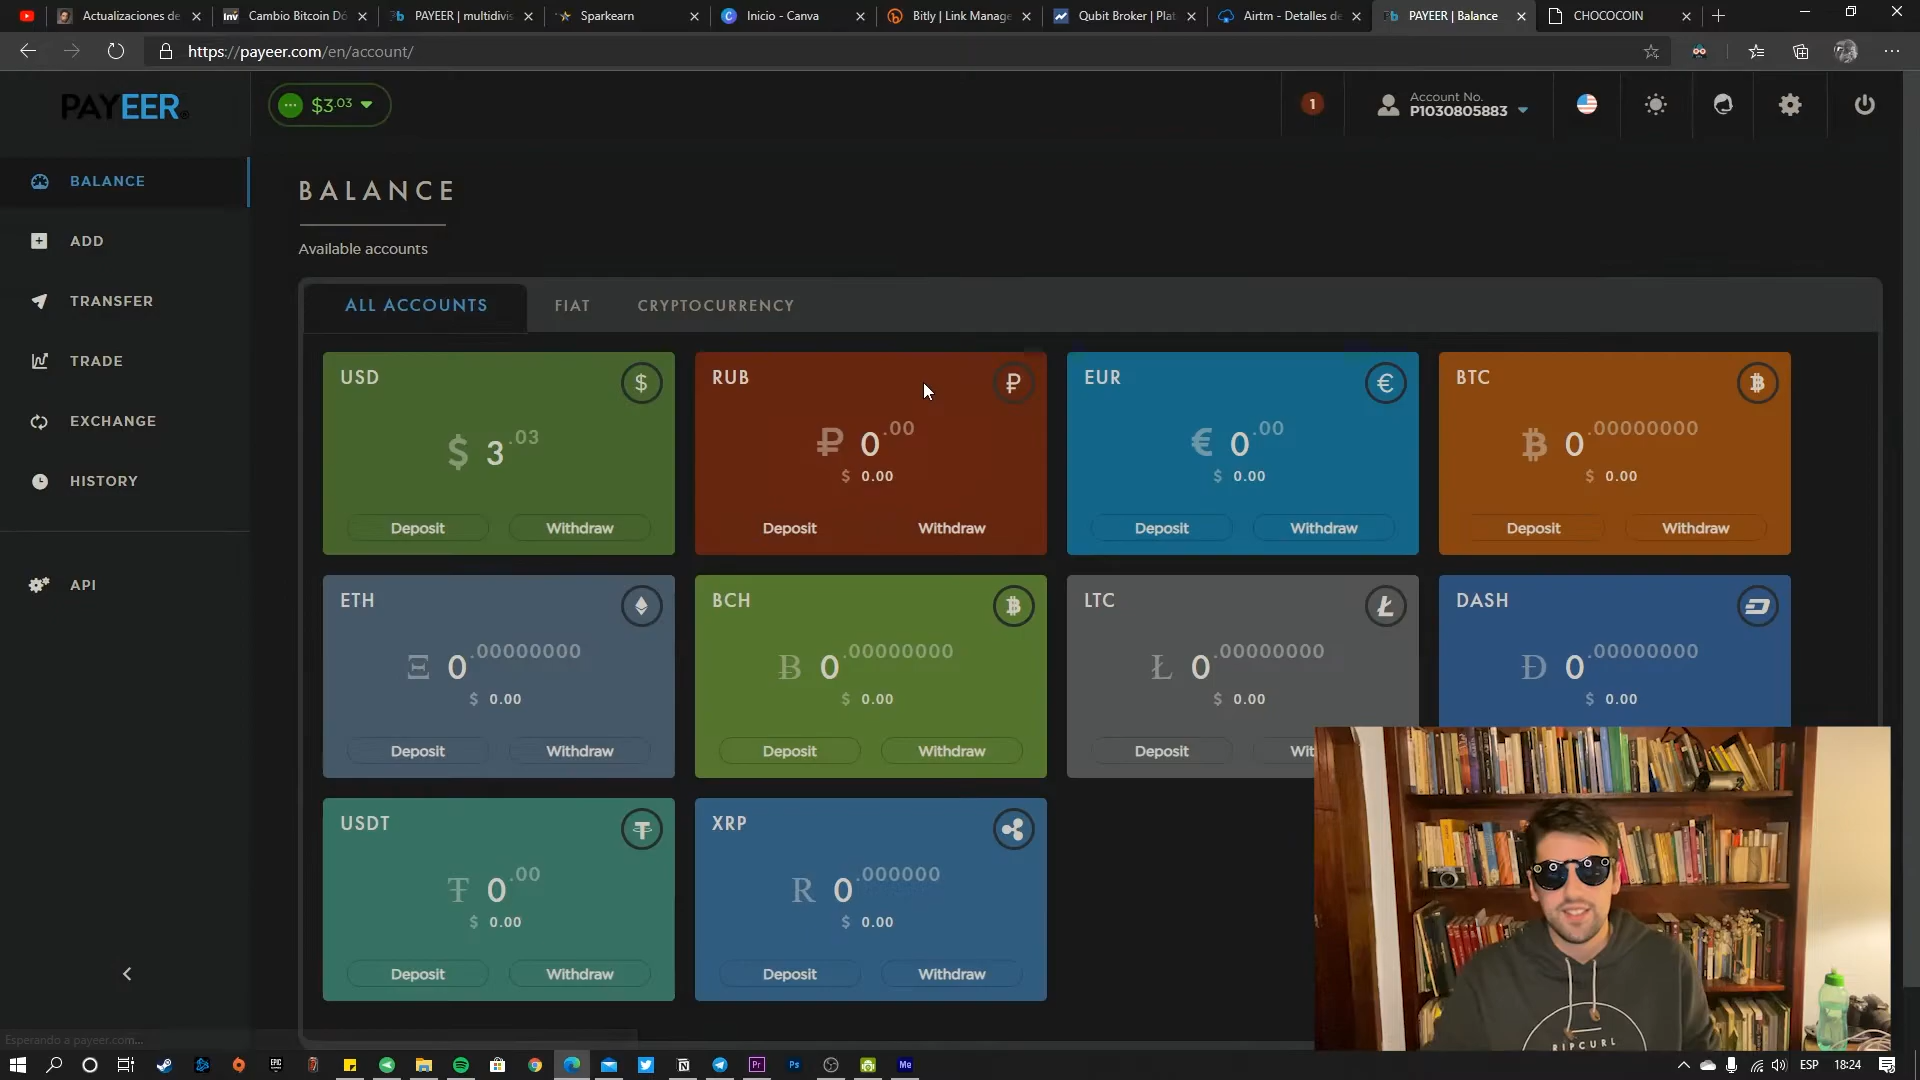 Actualizaciones de
Cambio Bitcoin Dó
PAYEER | multidivis
Sparkearn
Inicio - Canva
Bitly | Link Manage
Qubit Broker | Plat
Airtm - Detalles de
PAYEER | Balance
CHOCOCOIN
https://payeer.com/en/account/
PAYEER
$3.03
1
Account No.
P1030805883
BALANCE
ADD
TRANSFER
TRADE
EXCHANGE
HISTORY
API
BALANCE
Available accounts
ALL ACCOUNTS
FIAT
CRYPTOCURRENCY
USD
$ 3.03
Deposit
Withdraw
RUB
₽ 0.00
$ 0.00
Deposit
Withdraw
EUR
€ 0.00
$ 0.00
Deposit
Withdraw
BTC
₿ 0.00000000
$ 0.00
Deposit
Withdraw
ETH
Ξ 0.00000000
$ 0.00
Deposit
Withdraw
BCH
Ƀ 0.00000000
$ 0.00
Deposit
Withdraw
LTC
Ł 0.00000000
$ 0.00
Deposit
Wit
DASH
Đ 0.00000000
$ 0.00
USDT
₮ 0.00
$ 0.00
Deposit
Withdraw
XRP
R 0.000000
$ 0.00
Deposit
Withdraw
RIPCURL
Esperando a payeer.com...
ESP
18:24